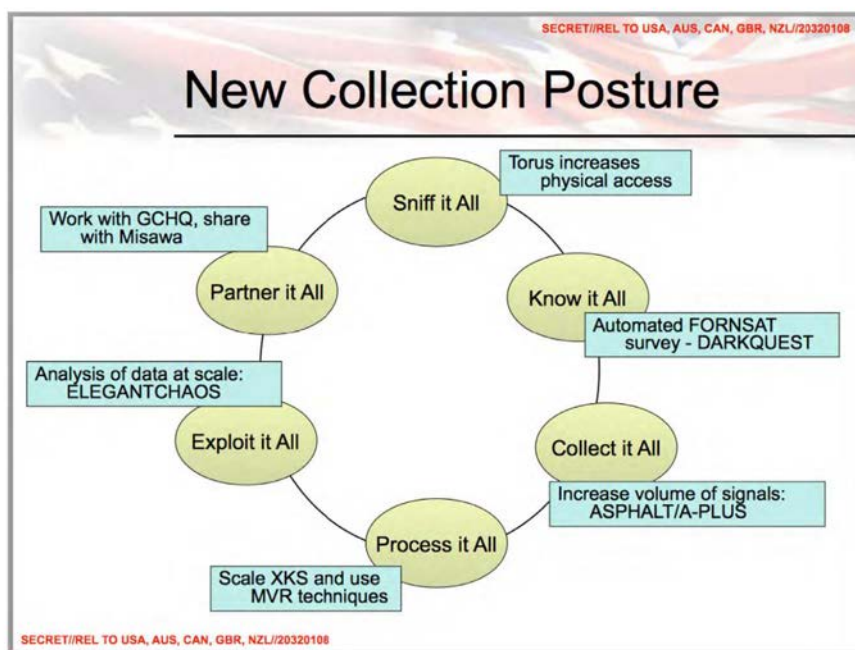 SECRET//REL TO USA, AUS, CAN, GBR, NZL//20320108
New Collection Posture
Sniff it All
Torus increases
physical access
Know it All
Automated FORNSAT
survey - DARKQUEST
Collect it All
Increase volume of signals:
ASPHALT/A-PLUS
Process it All
Scale XKS and use
MVR techniques
Exploit it All
Analysis of data at scale:
ELEGANTCHAOS
Partner it All
Work with GCHQ, share
with Misawa
SECRET//REL TO USA, AUS, CAN, GBR, NZL//20320108